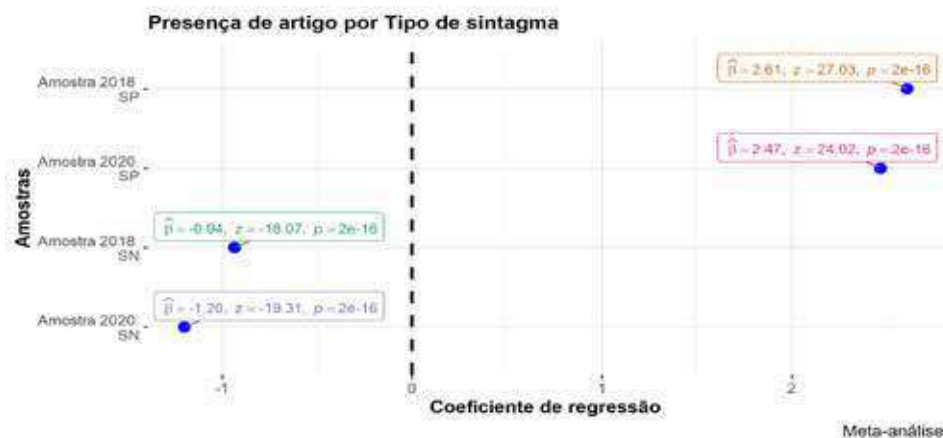 Presença de artigo por Tipo de sintagma
Amostra 2018
SP
β̂ = 2.61, z = 27.03, p = 2e-16
Amostra 2020
SP
β̂ = 2.47, z = 24.02, p = 2e-16
Amostras
Amostra 2018
SN
β̂ = -0.94, z = -18.07, p = 2e-16
Amostra 2020
SN
β̂ = -1.20, z = -19.31, p = 2e-16
-1 0 1 2
Coeficiente de regressão
Meta-análise